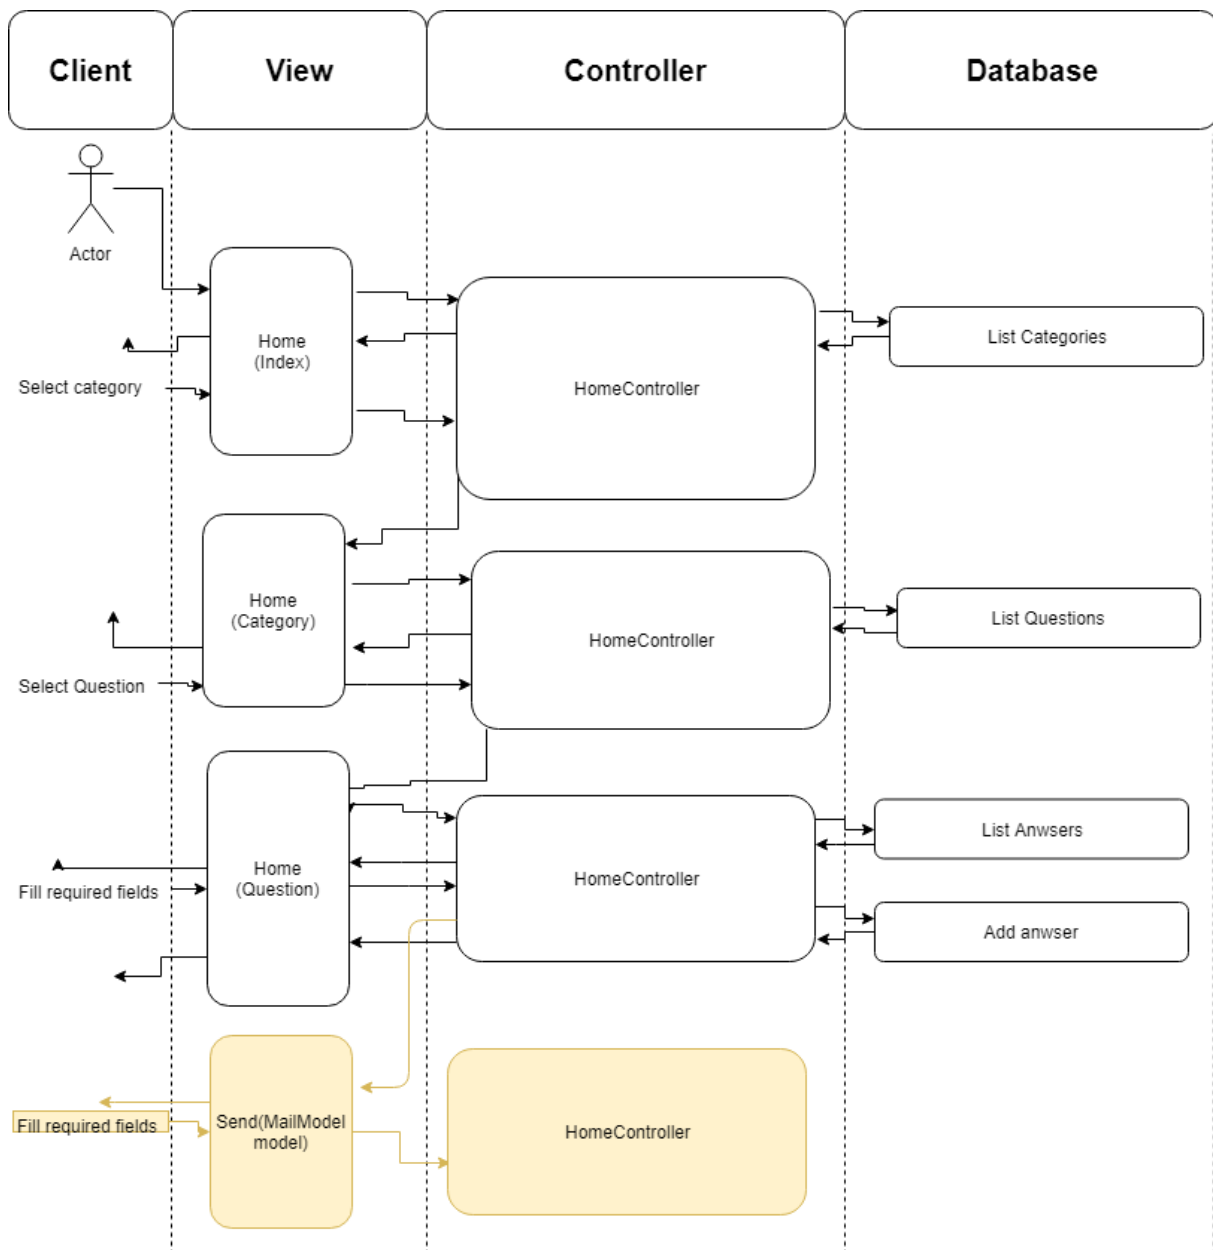 Client
View
Controller
Database
Actor
Home
(Index)
List Categories
Select category
HomeController
Home
(Category)
HomeController
List Questions
Select Question
Home
(Question)
HomeController
List Anwsers
Fill required fields
Add anwser
Send(MailModel
model)
HomeController
Fill required fields